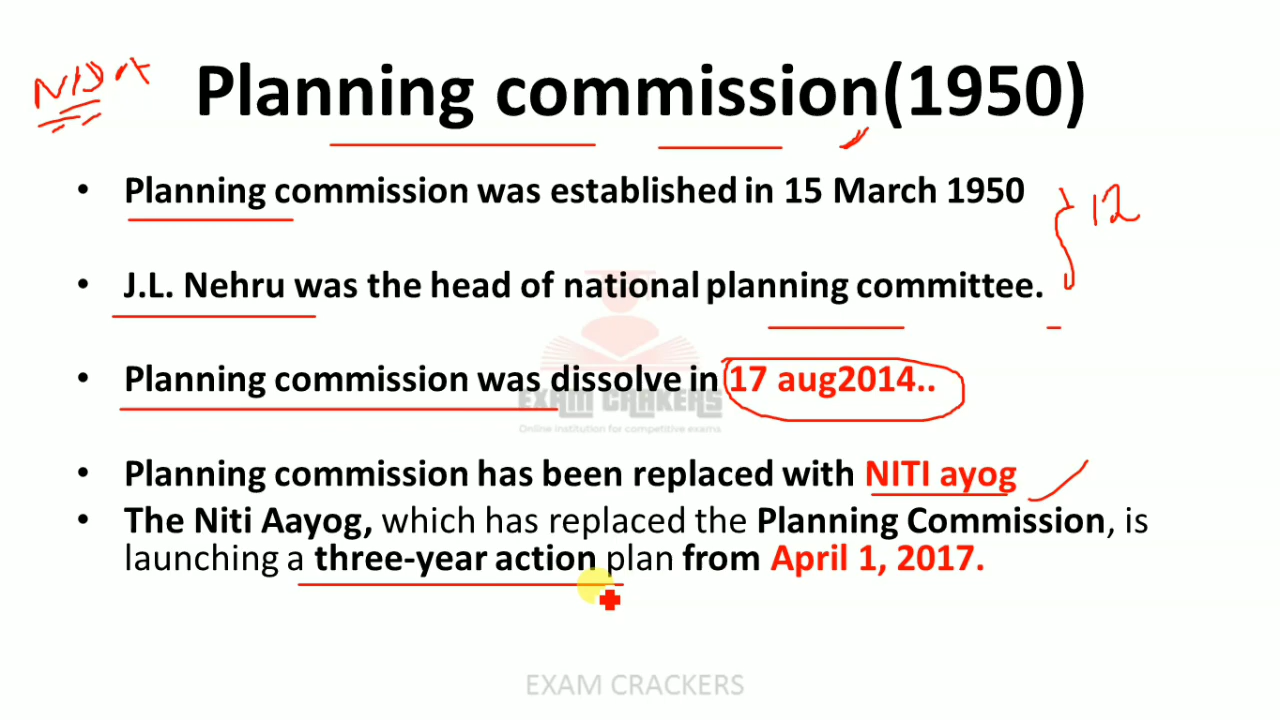 Planning commission(1950)
• Planning commission was established in 15 March 1950
12
• J.L. Nehru was the head of national planning committee.
• Planning commission was dissolve in 17 aug2014..
EXAM CRAKERS
Online institution for competitive exams
• Planning commission has been replaced with NITI ayog
• The Niti Aayog, which has replaced the Planning Commission, is
launching a three-year action plan from April 1, 2017.
EXAM CRACKERS